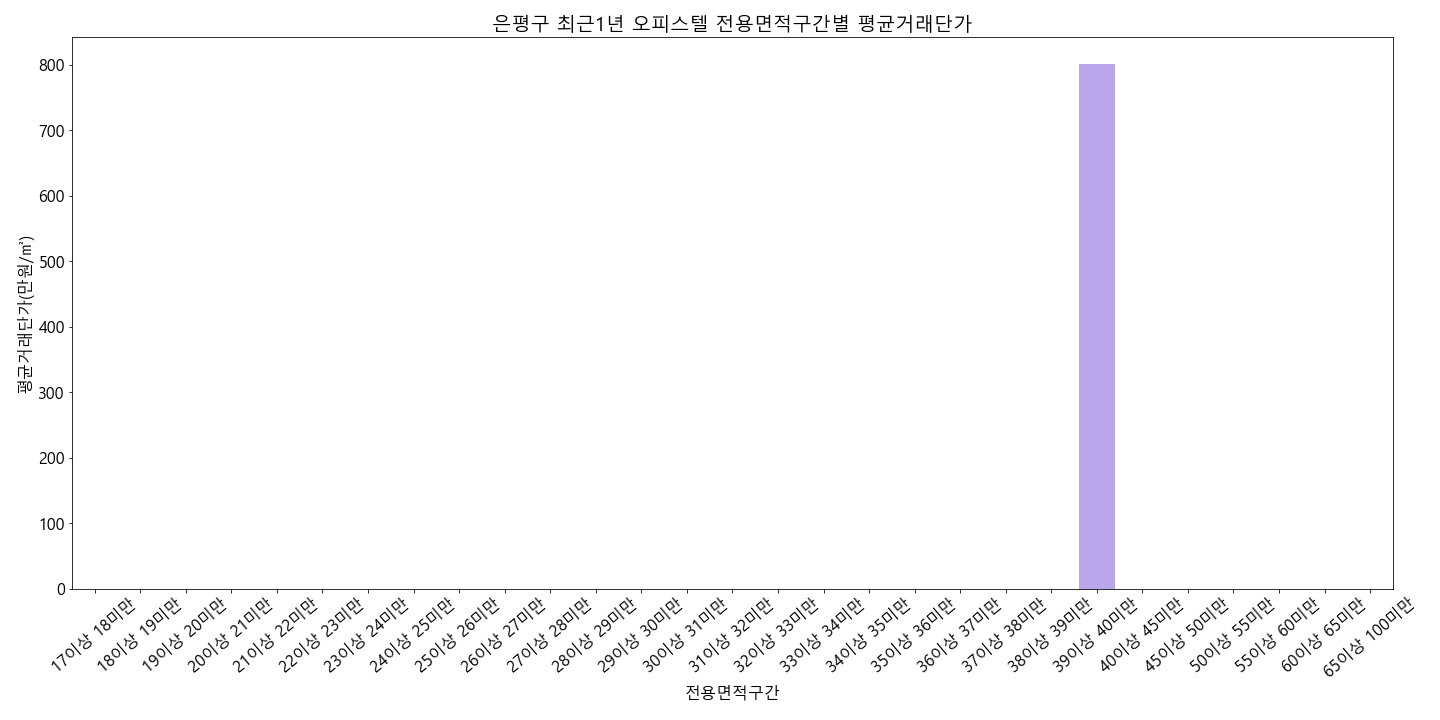 은평구 최근1년 오피스텔 전용면적구간별 평균거래단가
평균거래단가(만원/㎡)
800
700
600
500
400
300
200
100
0
17이상 18미만
18이상 19미만
19이상 20미만
20이상 21미만
21이상 22미만
22이상 23미만
23이상 24미만
24이상 25미만
25이상 26미만
26이상 27미만
27이상 28미만
28이상 29미만
29이상 30미만
30이상 31미만
31이상 32미만
32이상 33미만
33이상 34미만
34이상 35미만
35이상 36미만
36이상 37미만
37이상 38미만
38이상 39미만
39이상 40미만
40이상 45미만
45이상 50미만
50이상 55미만
55이상 60미만
60이상 65미만
65이상 100미만
전용면적구간